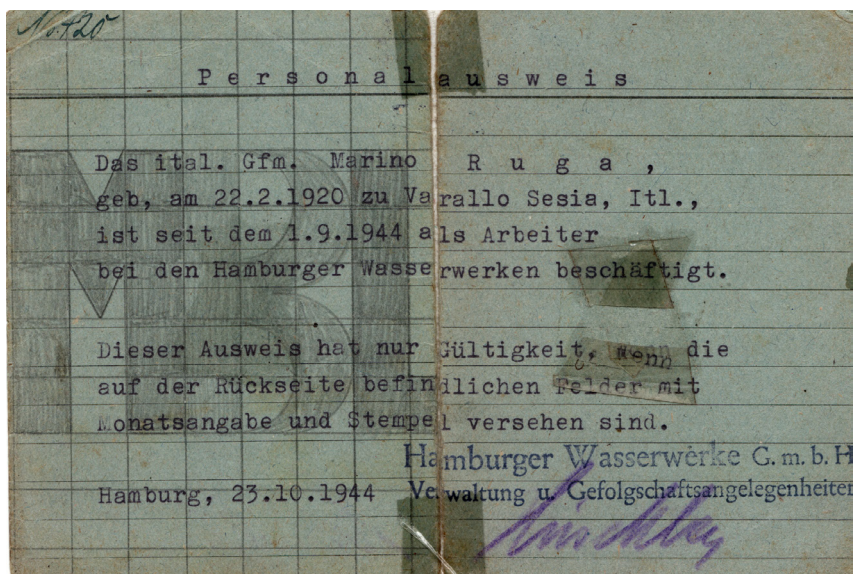 No. 420
Personalausweis
Das ital. Gfm. Marino Ruga,
geb, am 22.2.1920 zu Varallo Sesia, Itl.,
ist seit dem 1.9.1944 als Arbeiter
bei den Hamburger Wasserwerken beschäftigt.
Dieser Ausweis hat nur Gültigkeit, wenn die
auf der Rückseite befindlichen Felder mit
Monatsangabe und Stempel versehen sind.
Hamburger Wasserwerke G.m.b.H
Hamburg, 23.10.1944 Verwaltung u. Gefolgschaftsangelegenheiten